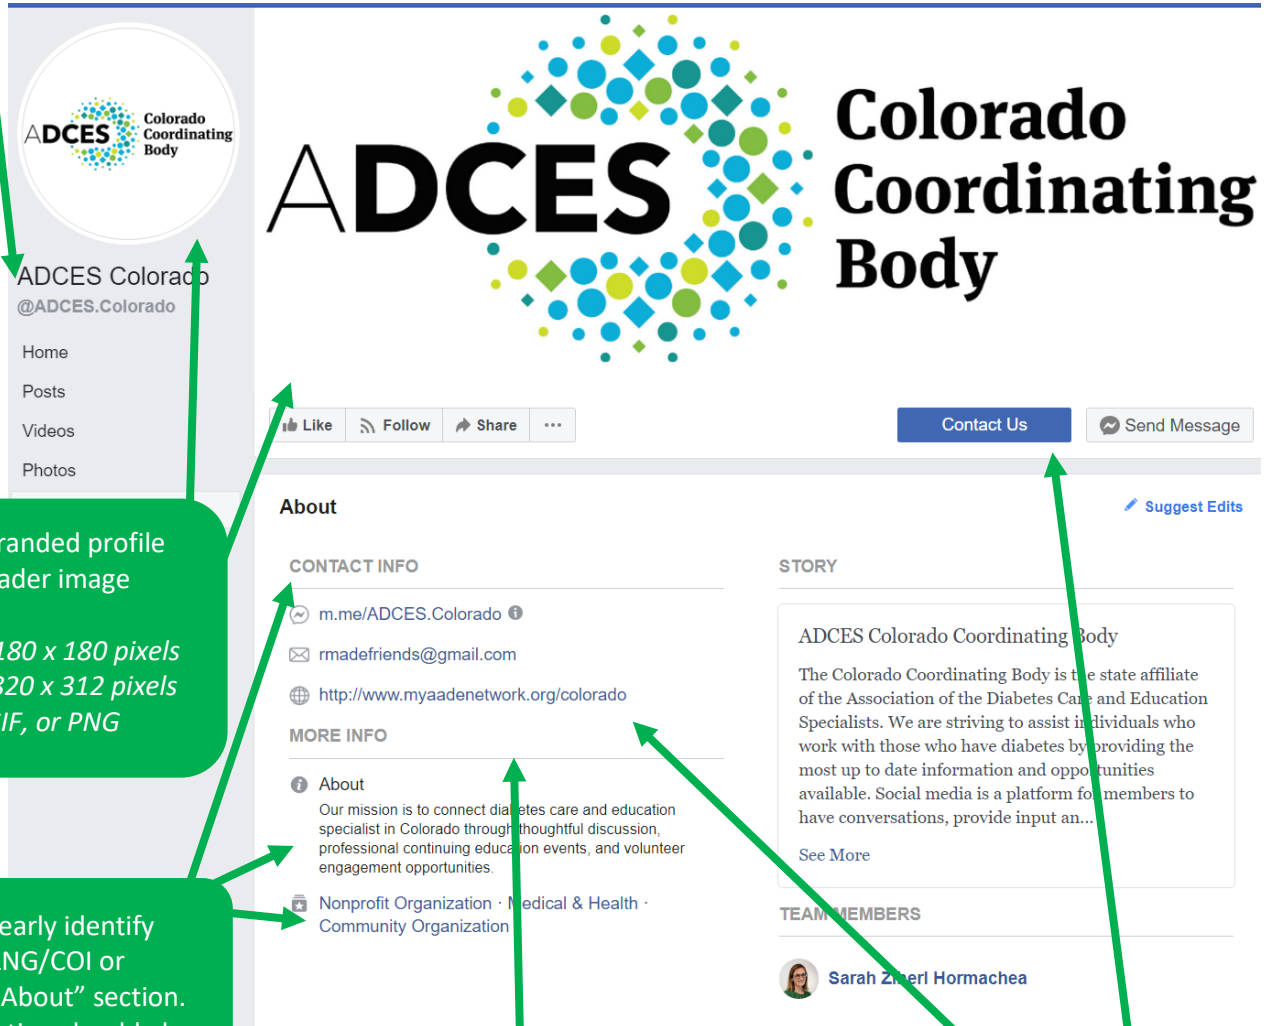 ADCES
Colorado
Coordinating
Body
ADCES
Colorado
Coordinating
Body
ADCES Colorado
@ADCES.Colorado
Home
Posts
Videos
Photos
Like
Follow
Share
...
Contact Us
Send Message
randed profile
ader image
180 x 180 pixels
320 x 312 pixels
IF, or PNG
early identify
NG/COI or
About” section.
About
Suggest Edits
CONTACT INFO
m.me/ADCES.Colorado
rmadefriends@gmail.com
http://www.myaadenetwork.org/colorado
MORE INFO
About
Our mission is to connect diabetes care and education
specialist in Colorado through thoughtful discussion,
professional continuing education events, and volunteer
engagement opportunities.
Nonprofit Organization · Medical & Health ·
Community Organization
STORY
ADCES Colorado Coordinating Body
The Colorado Coordinating Body is the state affiliate
of the Association of the Diabetes Care and Education
Specialists. We are striving to assist individuals who
work with those who have diabetes by providing the
most up to date information and opportunities
available. Social media is a platform for members to
have conversations, provide input an...
See More
TEAM MEMBERS
Sarah Ziherl Hormachea